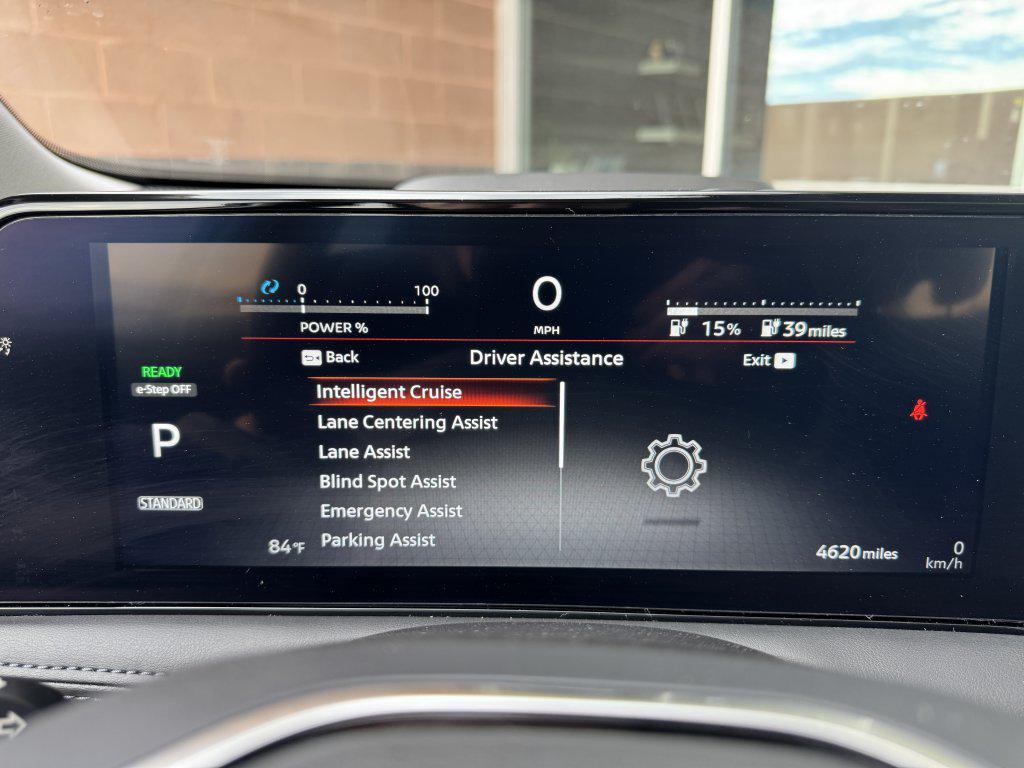 0 100
POWER %
0
MPH
15% 39 miles
Back Driver Assistance Exit
READY
e-Step OFF
P
STANDARD
Intelligent Cruise
Lane Centering Assist
Lane Assist
Blind Spot Assist
Emergency Assist
Parking Assist
84°F
4620 miles
0
km/h